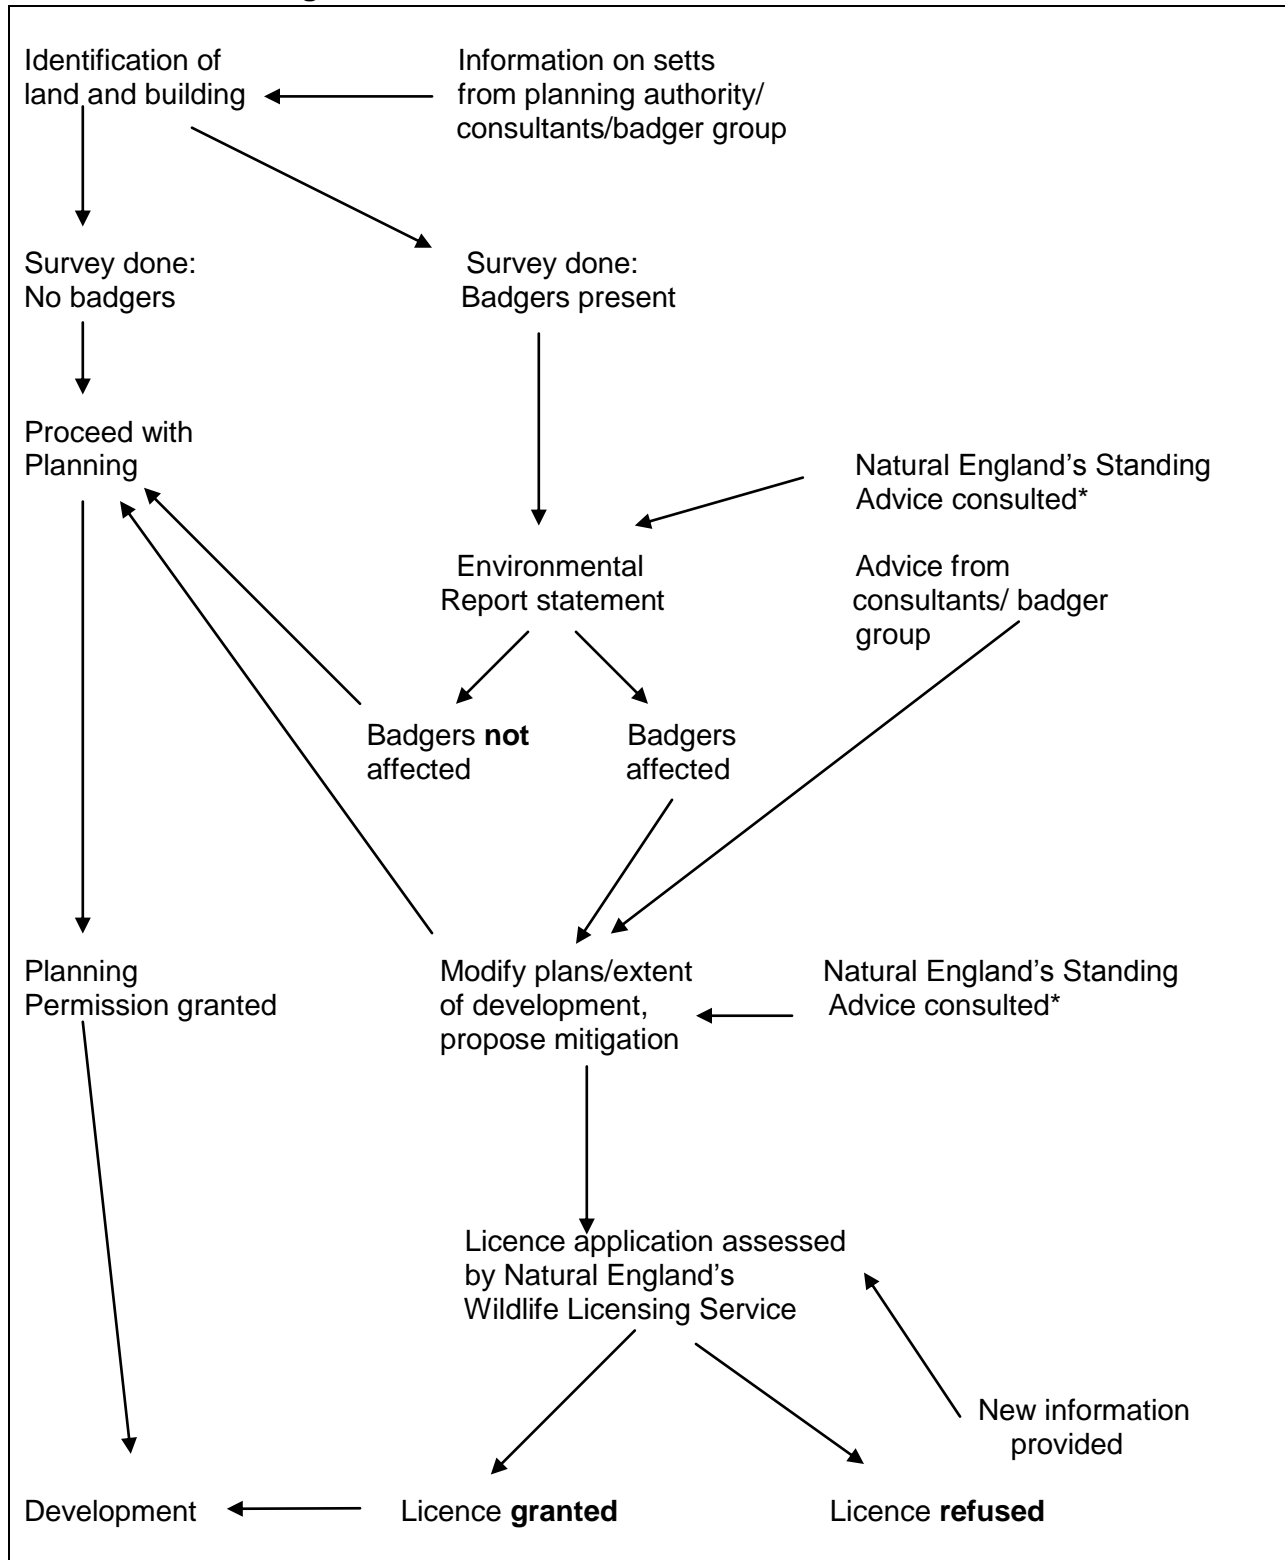 Identification of
land and building
Information on setts
from planning authority/
consultants/badger group
Survey done:
No badgers
Survey done:
Badgers present
Proceed with
Planning
Natural England’s Standing
Advice consulted*
Environmental
Report statement
Advice from
consultants/ badger
group
Badgers not
affected
Badgers
affected
Planning
Permission granted
Modify plans/extent
of development,
propose mitigation
Natural England’s Standing
Advice consulted*
Licence application assessed
by Natural England’s
Wildlife Licensing Service
New information
provided
Development
Licence granted
Licence refused